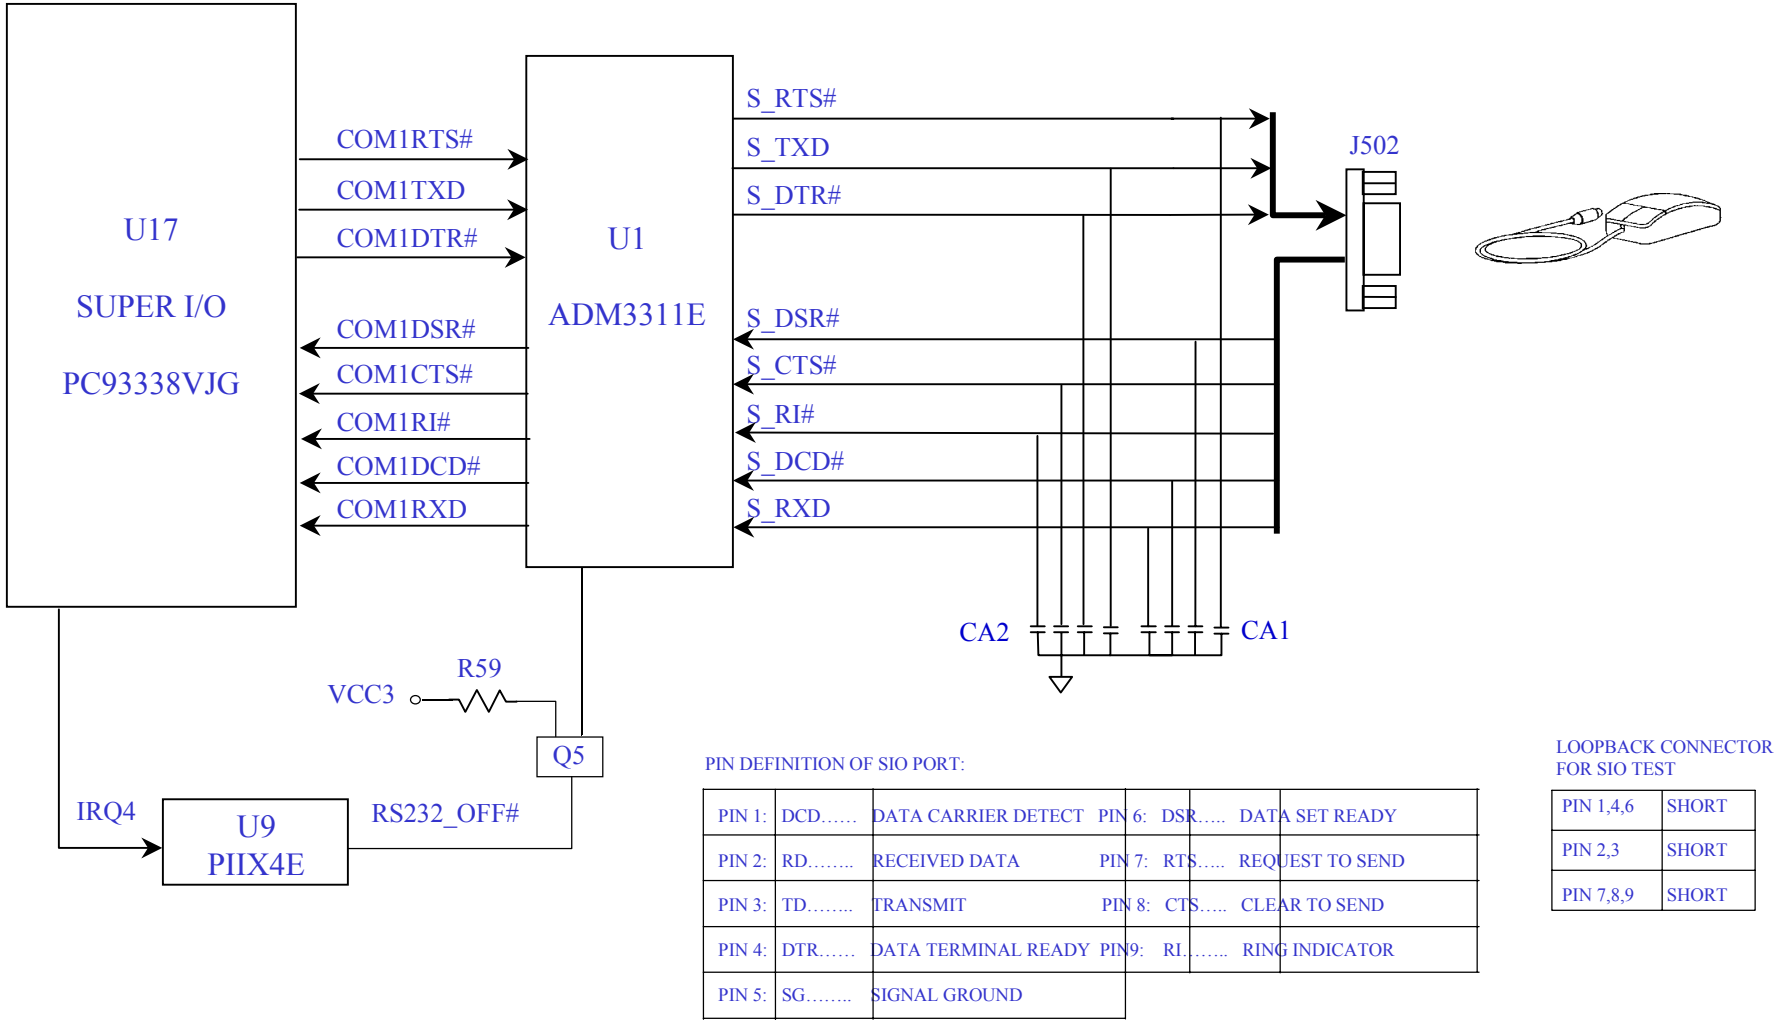 U17
SUPER I/O
PC93338VJG
COM1RTS#
COM1TXD
COM1DTR#
COM1DSR#
COM1CTS#
COM1RI#
COM1DCD#
COM1RXD
U1
ADM3311E
S_RTS#
S_TXD
S_DTR#
S_DSR#
S_CTS#
S_RI#
S_DCD#
S_RXD
J502
CA2
CA1
R59
VCC3
Q5
IRQ4
U9
PIIX4E
RS232_OFF#
PIN DEFINITION OF SIO PORT:
PIN 1: DCD...... DATA CARRIER DETECT PIN 6: DSR..... DATA SET READY
PIN 2: RD........ RECEIVED DATA PIN 7: RTS..... REQUEST TO SEND
PIN 3: TD........ TRANSMIT PIN 8: CTS..... CLEAR TO SEND
PIN 4: DTR...... DATA TERMINAL READY PIN9: RI........ RING INDICATOR
PIN 5: SG........ SIGNAL GROUND
LOOPBACK CONNECTOR
FOR SIO TEST
PIN 1,4,6 SHORT
PIN 2,3 SHORT
PIN 7,8,9 SHORT